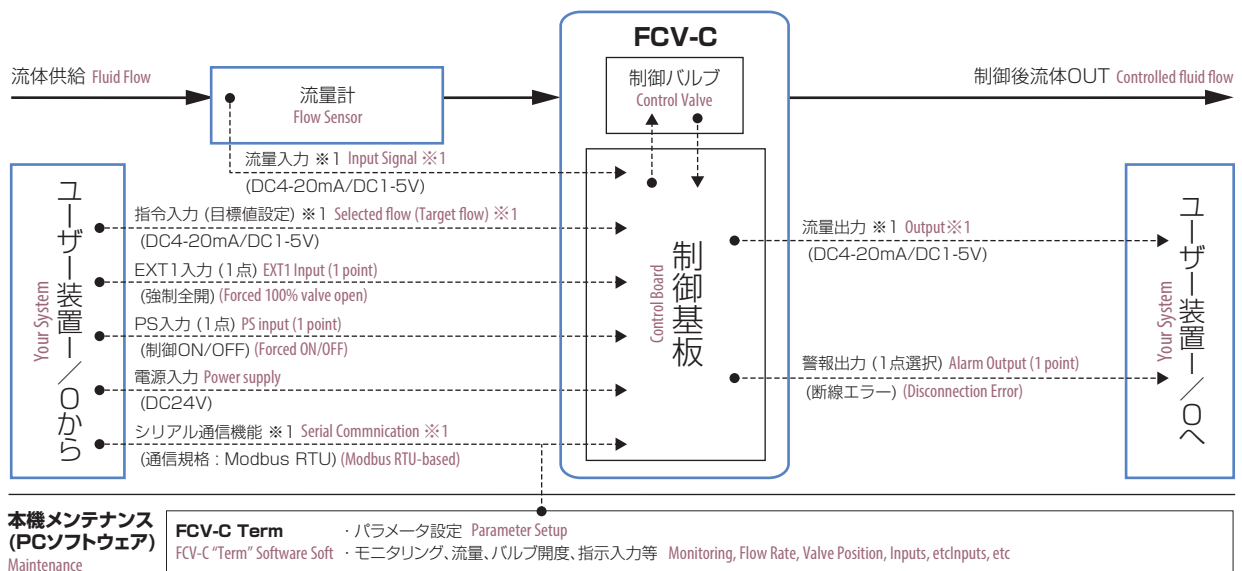 FCV-C
流体供給 Fluid Flow
流量計
Flow Sensor
制御バルブ
Control Valve
制御後流体OUT Controlled fluid flow
流量入力 ※1 Input Signal ※1
(DC4-20mA/DC1-5V)
ユーザー装置I/Oから
Your System
指令入力 (目標値設定) ※1 Selected flow (Target flow) ※1
(DC4-20mA/DC1-5V)
EXT1入力 (1点) EXT1 Input (1 point)
(強制全開) (Forced 100% valve open)
PS入力 (1点) PS input (1 point)
(制御ON/OFF) (Forced ON/OFF)
電源入力 Power supply
(DC24V)
シリアル通信機能 ※1 Serial Commnication ※1
(通信規格 : Modbus RTU) (Modbus RTU-based)
制御基板
Control Board
流量出力 ※1 Output※1
(DC4-20mA/DC1-5V)
警報出力 (1点選択) Alarm Output (1 point)
(断線エラー) (Disconnection Error)
ユーザー装置I/Oへ
Your System
本機メンテナンス
(PCソフトウェア)
Maintenance
FCV-C Term ・パラメータ設定 Parameter Setup
FCV-C "Term" Software Soft ・モニタリング、流量、バルブ開度、指示入力等 Monitoring, Flow Rate, Valve Position, Inputs, etcInputs, etc